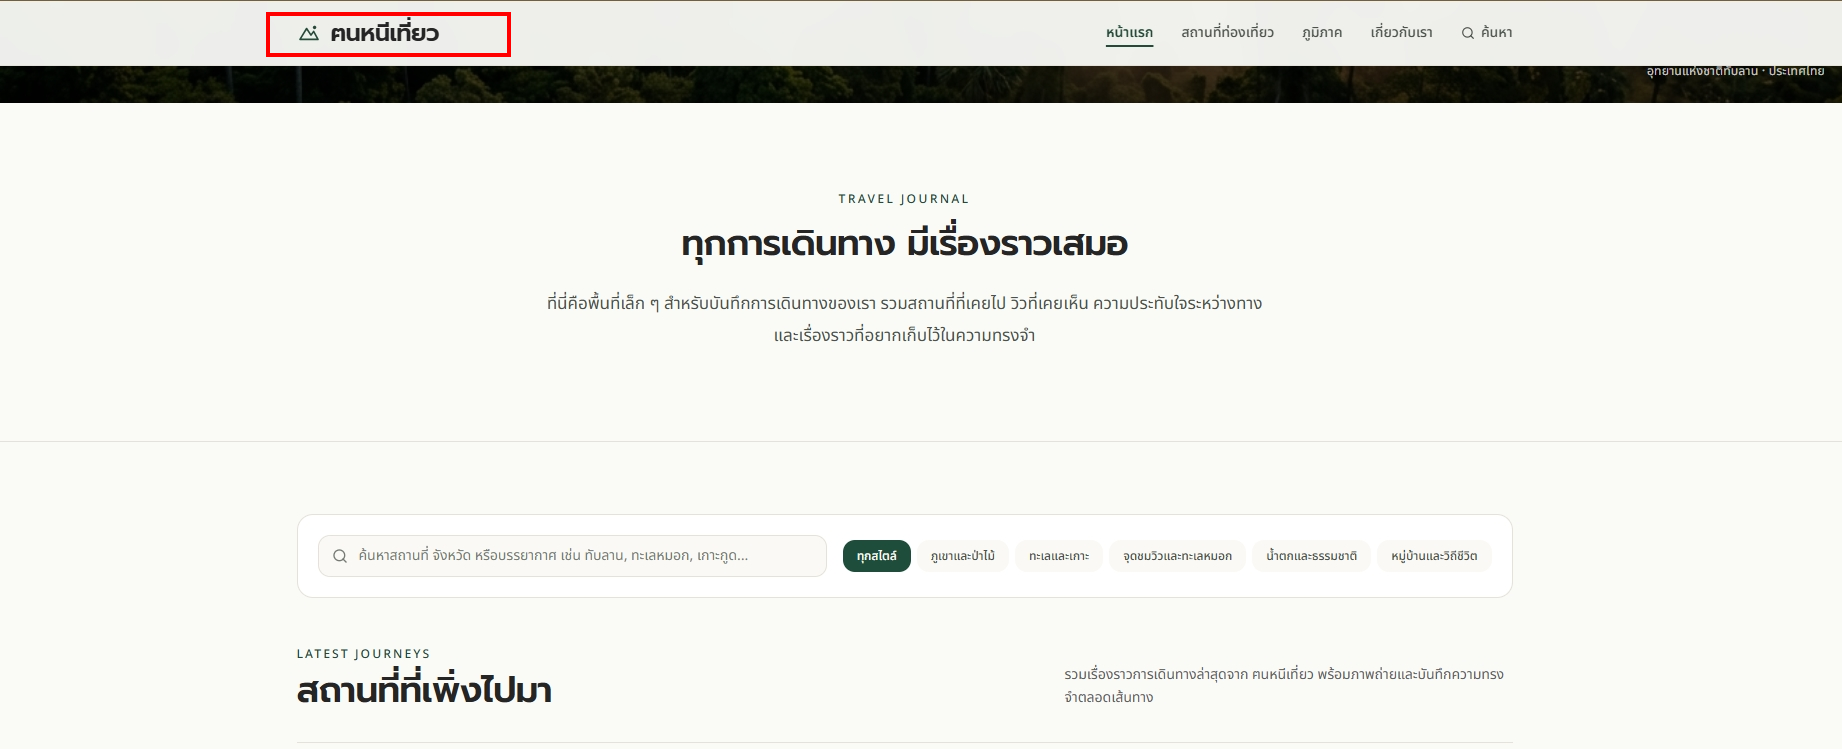 ฅนหนีเที่ยว
หน้าแรก
สถานที่ท่องเที่ยว
ภูมิภาค
เกี่ยวกับเรา
ค้นหา
อุทยานแห่งชาติทับลาน · ประเทศไทย
TRAVEL JOURNAL
ทุกการเดินทาง มีเรื่องราวเสมอ
ที่นี่คือพื้นที่เล็ก ๆ สำหรับบันทึกการเดินทางของเรา รวมสถานที่ที่เคยไป วิวที่เคยเห็น ความประทับใจระหว่างทาง
และเรื่องราวที่อยากเก็บไว้ในความทรงจำ
ค้นหาสถานที่ จังหวัด หรือบรรยากาศ เช่น ทับลาน, ทะเลหมอก, เกาะกูด...
ทุกสไตล์
ภูเขาและป่าไม้
ทะเลและเกาะ
จุดชมวิวและทะเลหมอก
น้ำตกและธรรมชาติ
หมู่บ้านและวิถีชีวิต
LATEST JOURNEYS
สถานที่ที่เพิ่งไปมา
รวมเรื่องราวการเดินทางล่าสุดจาก ฅนหนีเที่ยว พร้อมภาพถ่ายและบันทึกความทรง
จำตลอดเส้นทาง